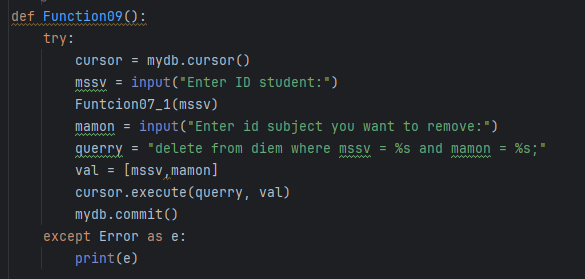 def Function09():
    try:
        cursor = mydb.cursor()
        mssv = input("Enter ID student:")
        Funtcion07_1(mssv)
        mamon = input("Enter id subject you want to remove:")
        querry = "delete from diem where mssv = %s and mamon = %s;"
        val = [mssv,mamon]
        cursor.execute(querry, val)
        mydb.commit()
    except Error as e:
        print(e)